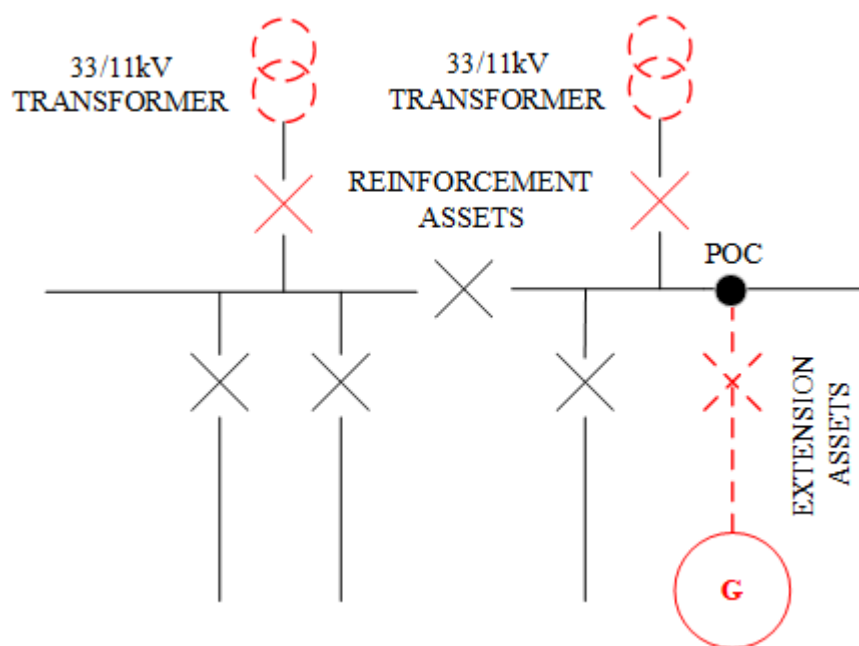 33/11kV
TRANSFORMER
33/11kV
TRANSFORMER
REINFORCEMENT
ASSETS
POC
EXTENSION
ASSETS
G